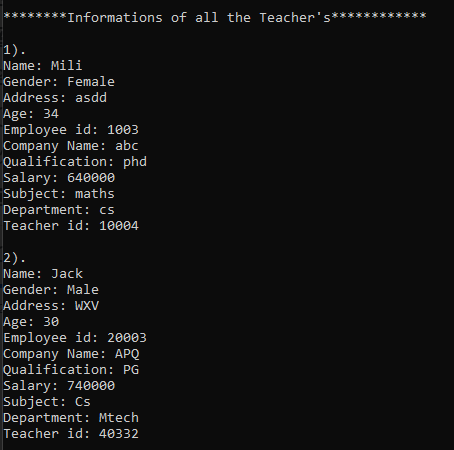 ********Informations of all the Teacher's************
1).
Name: Mili
Gender: Female
Address: asdd
Age: 34
Employee id: 1003
Company Name: abc
Qualification: phd
Salary: 640000
Subject: maths
Department: cs
Teacher id: 10004
2).
Name: Jack
Gender: Male
Address: WXV
Age: 30
Employee id: 20003
Company Name: APQ
Qualification: PG
Salary: 740000
Subject: Cs
Department: Mtech
Teacher id: 40332